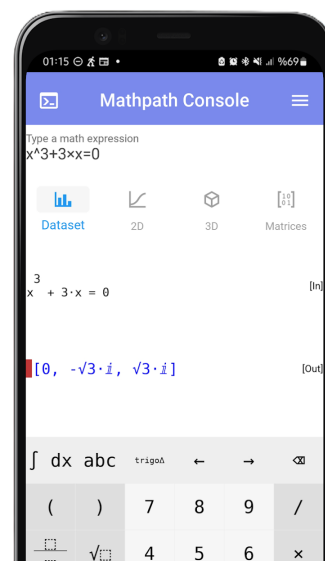 01:15 %69
Mathpath Console
Type a math expression
x^3+3×x=0
Dataset 2D 3D Matrices
3
x + 3·x = 0 [In]
[0, -√3·ⅈ, √3·ⅈ] [Out]
∫ dx abc trigoΔ ← →
( ) 7 8 9 /
√ 4 5 6 ×